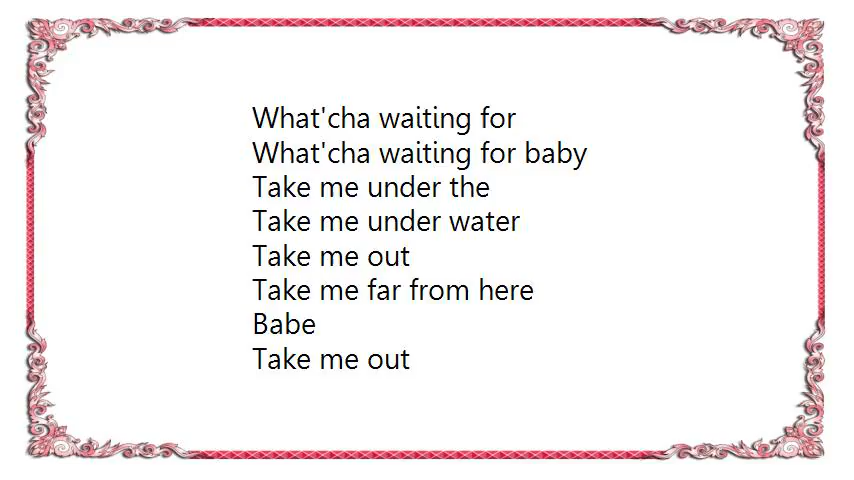 What'cha waiting for
What'cha waiting for baby
Take me under the
Take me under water
Take me out
Take me far from here
Babe
Take me out